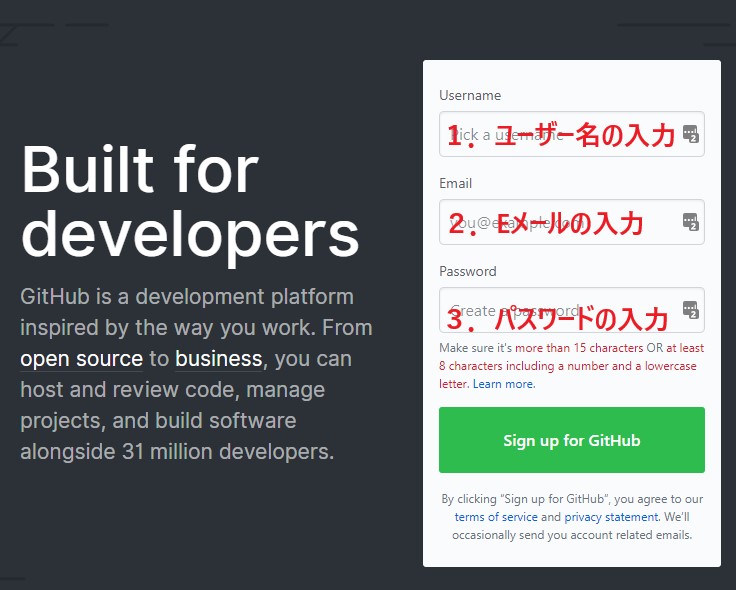 Built for
developers
GitHub is a development platform
inspired by the way you work. From
open source to business, you can
host and review code, manage
projects, and build software
alongside 31 million developers.
Username
Pick a username
1. ユーザー名の入力
Email
you@example.com
2. Eメールの入力
Password
Create a password
3. パスワードの入力
Make sure it's more than 15 characters OR at least
8 characters including a number and a lowercase
letter. Learn more.
Sign up for GitHub
By clicking “Sign up for GitHub”, you agree to our
terms of service and privacy statement. We’ll
occasionally send you account related emails.